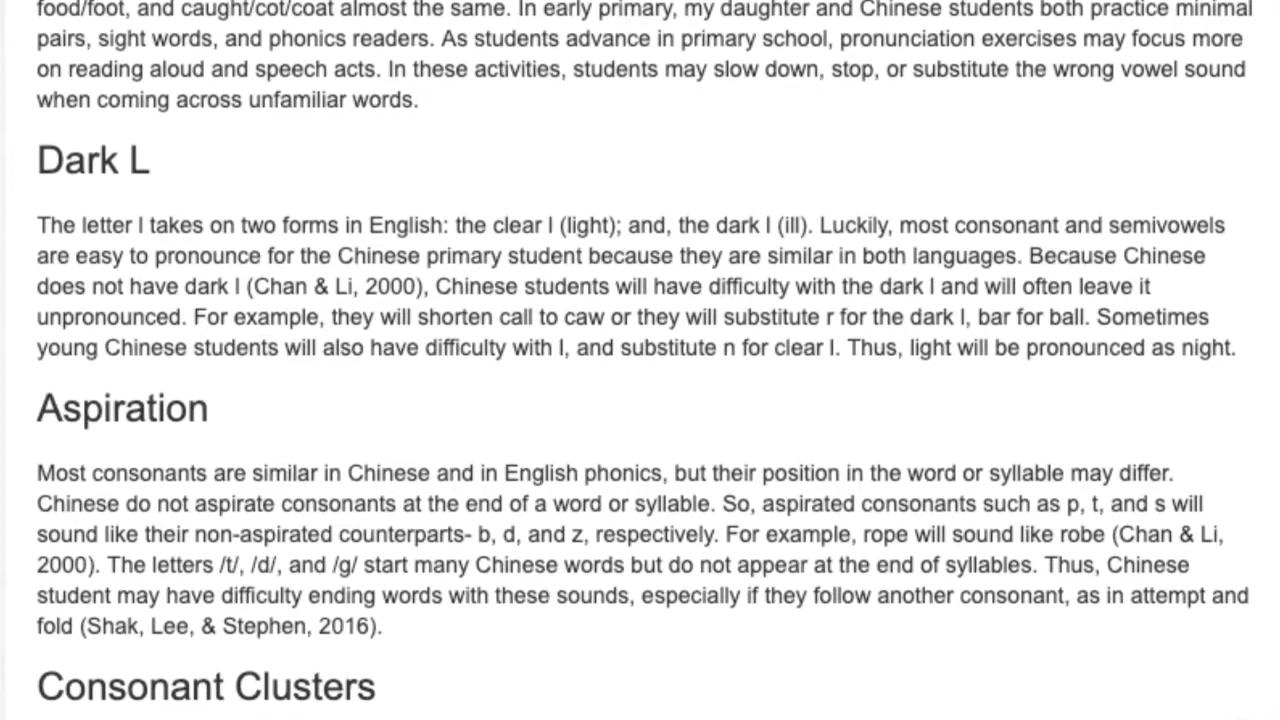 food/foot, and caught/cot/coat almost the same. In early primary, my daughter and Chinese students both practice minimal
pairs, sight words, and phonics readers. As students advance in primary school, pronunciation exercises may focus more
on reading aloud and speech acts. In these activities, students may slow down, stop, or substitute the wrong vowel sound
when coming across unfamiliar words.
Dark L
The letter l takes on two forms in English: the clear l (light); and, the dark l (ill). Luckily, most consonant and semivowels
are easy to pronounce for the Chinese primary student because they are similar in both languages. Because Chinese
does not have dark l (Chan & Li, 2000), Chinese students will have difficulty with the dark l and will often leave it
unpronounced. For example, they will shorten call to caw or they will substitute r for the dark l, bar for ball. Sometimes
young Chinese students will also have difficulty with l, and substitute n for clear l. Thus, light will be pronounced as night.
Aspiration
Most consonants are similar in Chinese and in English phonics, but their position in the word or syllable may differ.
Chinese do not aspirate consonants at the end of a word or syllable. So, aspirated consonants such as p, t, and s will
sound like their non-aspirated counterparts- b, d, and z, respectively. For example, rope will sound like robe (Chan & Li,
2000). The letters /t/, /d/, and /g/ start many Chinese words but do not appear at the end of syllables. Thus, Chinese
student may have difficulty ending words with these sounds, especially if they follow another consonant, as in attempt and
fold (Shak, Lee, & Stephen, 2016).
Consonant Clusters